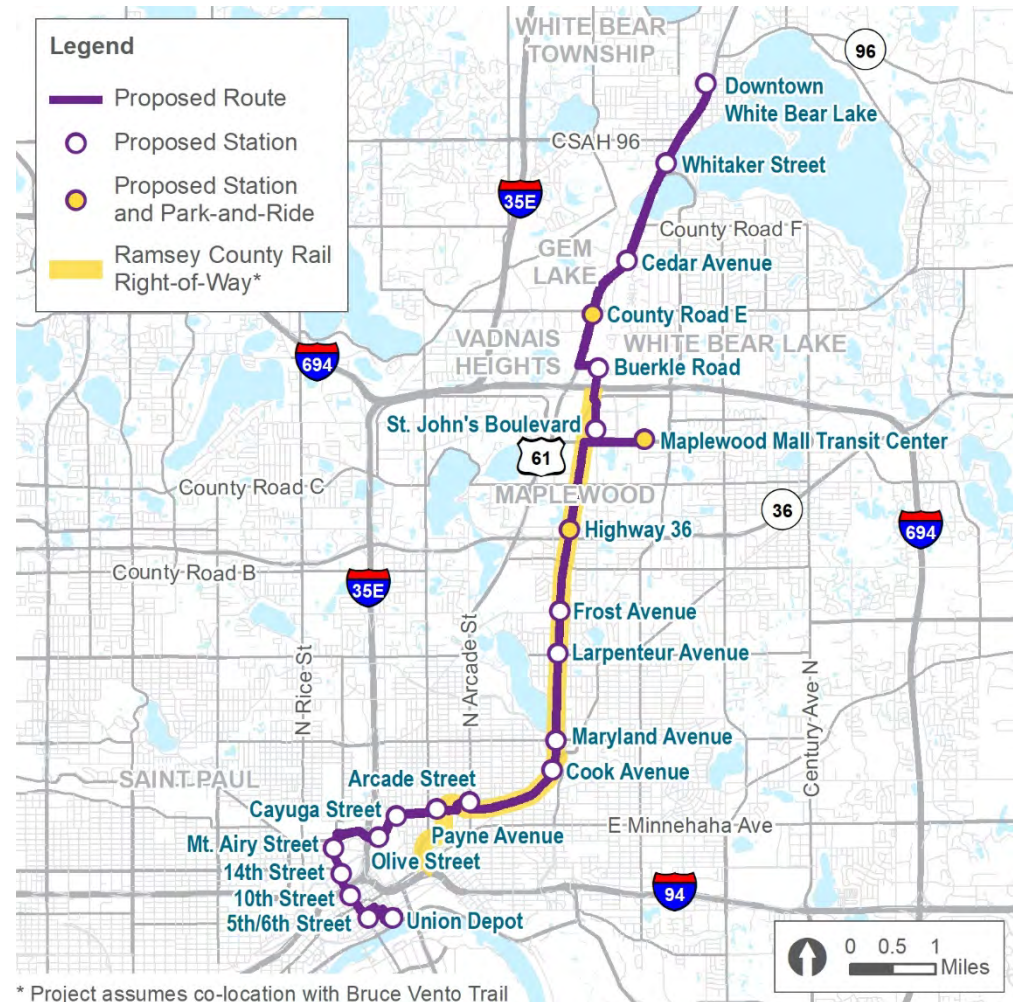 Legend
Proposed Route
Proposed Station
Proposed Station
and Park-and-Ride
Ramsey County Rail
Right-of-Way*
WHITE BEAR
TOWNSHIP
96
Downtown
White Bear Lake
CSAH 96
Whitaker Street
35E
County Road F
GEM
LAKE
Cedar Avenue
County Road E
VADNAIS
HEIGHTS
WHITE BEAR LAKE
694
Buerkle Road
St. John's Boulevard
Maplewood Mall Transit Center
61
County Road C
MAPLEWOOD
36
694
Highway 36
County Road B
35E
Frost Avenue
N Rice St
N Arcade St
Larpenteur Avenue
Century Ave N
Maryland Avenue
SAINT PAUL
Cook Avenue
Arcade Street
Cayuga Street
E Minnehaha Ave
Payne Avenue
Mt. Airy Street
Olive Street
14th Street
94
10th Street
5th/6th Street
Union Depot
0 0.5 1
Miles
* Project assumes co-location with Bruce Vento Trail